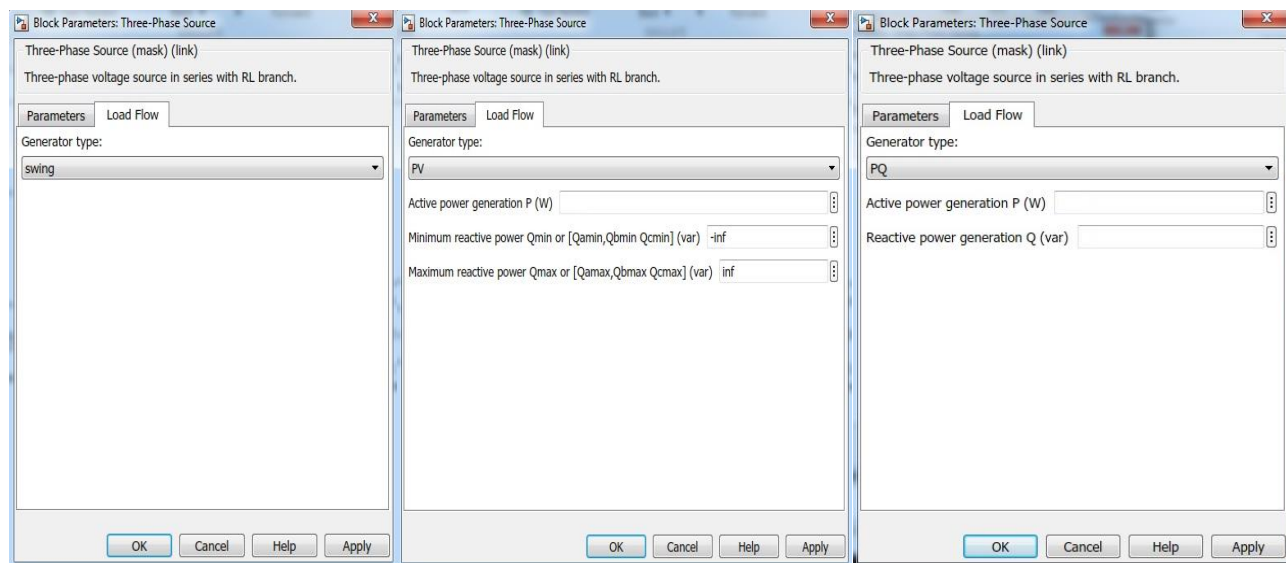 Block Parameters: Three-Phase Source
X
Three-Phase Source (mask) (link)
Three-phase voltage source in series with RL branch.
Parameters Load Flow
Generator type:
swing
OK Cancel Help Apply
Block Parameters: Three-Phase Source
X
Three-Phase Source (mask) (link)
Three-phase voltage source in series with RL branch.
Parameters Load Flow
Generator type:
PV
Active power generation P (W)
Minimum reactive power Qmin or [Qamin,Qbmin Qcmin] (var) -inf
Maximum reactive power Qmax or [Qamax,Qbmax Qcmax] (var) inf
OK Cancel Help Apply
Block Parameters: Three-Phase Source
X
Three-Phase Source (mask) (link)
Three-phase voltage source in series with RL branch.
Parameters Load Flow
Generator type:
PQ
Active power generation P (W)
Reactive power generation Q (var)
OK Cancel Help Apply